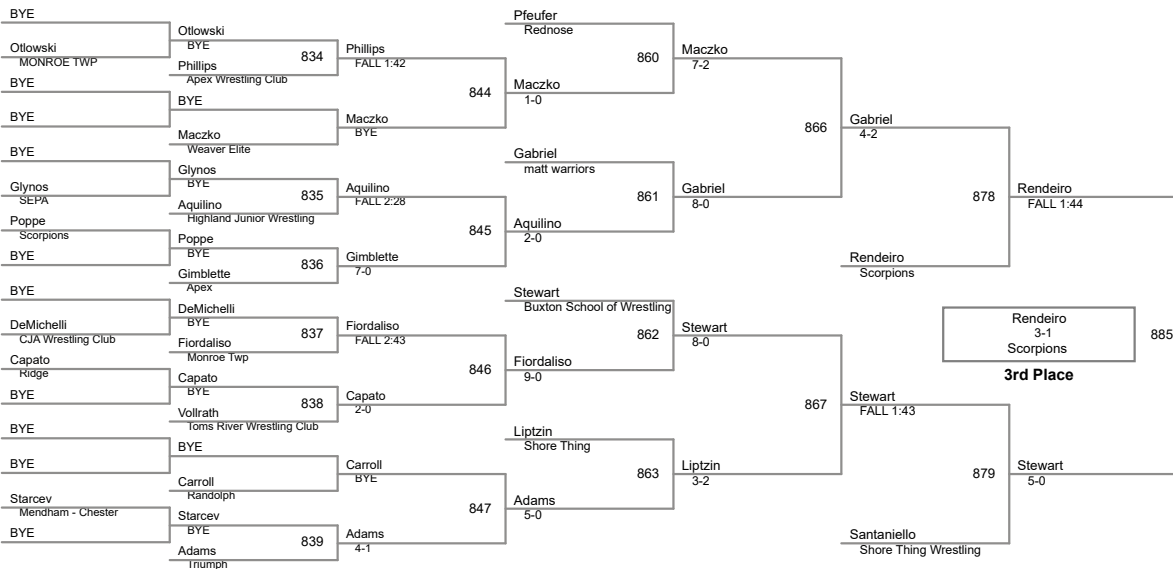 BYE
Otlowski
MONROE TWP
BYE
BYE
BYE
Glynos
SEPA
Poppe
Scorpions
BYE
BYE
DeMichelli
CJA Wrestling Club
Capato
Ridge
BYE
BYE
BYE
Starcev
Mendham - Chester
BYE
Otlowski
BYE
834
Phillips
Apex Wrestling Club
BYE
Maczko
Weaver Elite
Glynos
BYE
835
Aquilino
Highland Junior Wrestling
Poppe
BYE
836
Gimblette
Apex
DeMichelli
BYE
837
Fiordaliso
Monroe Twp
Capato
BYE
838
Vollrath
Toms River Wrestling Club
BYE
Carroll
Randolph
Starcev
BYE
839
Adams
Triumph
Phillips
FALL 1:42
844
Maczko
BYE
Aquilino
FALL 2:28
845
Gimblette
7-0
Fiordaliso
FALL 2:43
846
Capato
2-0
Carroll
BYE
847
Adams
4-1
Pfeufer
Rednose
860
Maczko
1-0
Gabriel
matt warriors
861
Aquilino
2-0
Stewart
Buxton School of Wrestling
862
Fiordaliso
9-0
Liptzin
Shore Thing
863
Adams
5-0
Maczko
7-2
866
Gabriel
8-0
Stewart
8-0
867
Liptzin
3-2
Gabriel
4-2
878
Rendeiro
Scorpions
Stewart
FALL 1:43
879
Santaniello
Shore Thing Wrestling
Rendeiro
FALL 1:44
Rendeiro
3-1
Scorpions
885
3rd Place
Stewart
5-0